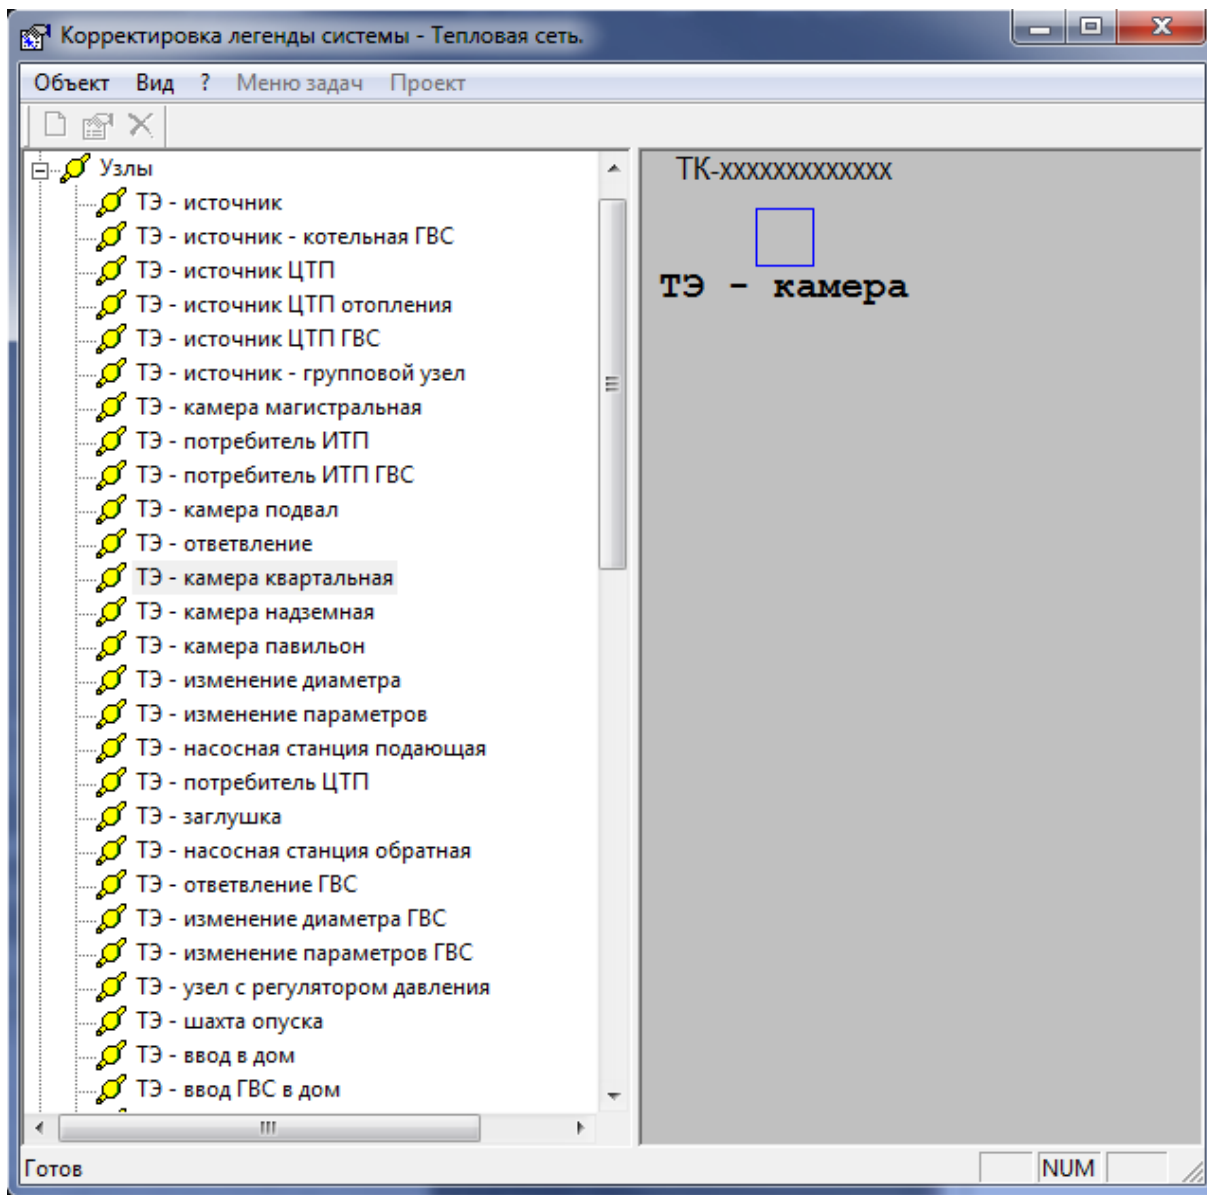 Корректировка легенды системы - Тепловая сеть.
Объект Вид ? Меню задач Проект
Узлы
ТЭ - источник
ТЭ - источник - котельная ГВС
ТЭ - источник ЦТП
ТЭ - источник ЦТП отопления
ТЭ - источник ЦТП ГВС
ТЭ - источник - групповой узел
ТЭ - камера магистральная
ТЭ - потребитель ИТП
ТЭ - потребитель ИТП ГВС
ТЭ - камера подвал
ТЭ - ответвление
ТЭ - камера квартальная
ТЭ - камера надземная
ТЭ - камера павильон
ТЭ - изменение диаметра
ТЭ - изменение параметров
ТЭ - насосная станция подающая
ТЭ - потребитель ЦТП
ТЭ - заглушка
ТЭ - насосная станция обратная
ТЭ - ответвление ГВС
ТЭ - изменение диаметра ГВС
ТЭ - изменение параметров ГВС
ТЭ - узел с регулятором давления
ТЭ - шахта опуска
ТЭ - ввод в дом
ТЭ - ввод ГВС в дом
ТК-xxxxxxxxxxxxx
ТЭ - камера
Готов
NUM